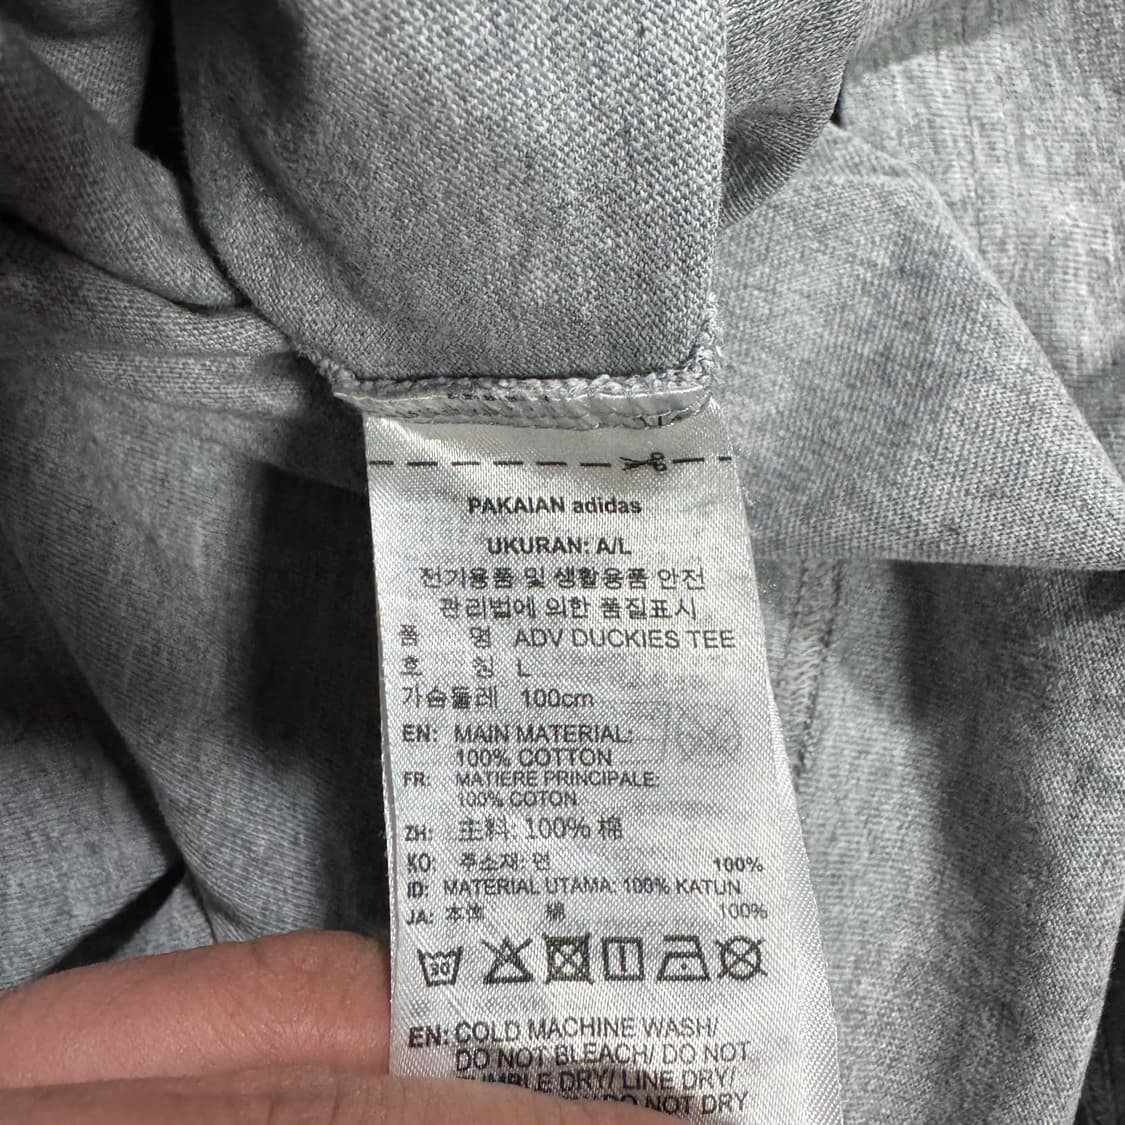 PAKAIAN adidas
UKURAN: A/L
전기용품 및 생활용품 안전
관리법에 의한 품질표시
품 명 ADV DUCKIES TEE
호 칭 L
가슴둘레 100cm
EN: MAIN MATERIAL:
100% COTTON
FR: MATIERE PRINCIPALE:
100% COTON
ZH: 主料: 100% 棉
KO: 주소재: 면 100%
ID: MATERIAL UTAMA: 100% KATUN
JA: 本体 綿 100%
30
EN: COLD MACHINE WASH/
DO NOT BLEACH/ DO NOT
TUMBLE DRY/ LINE DRY/
DO NOT DRY